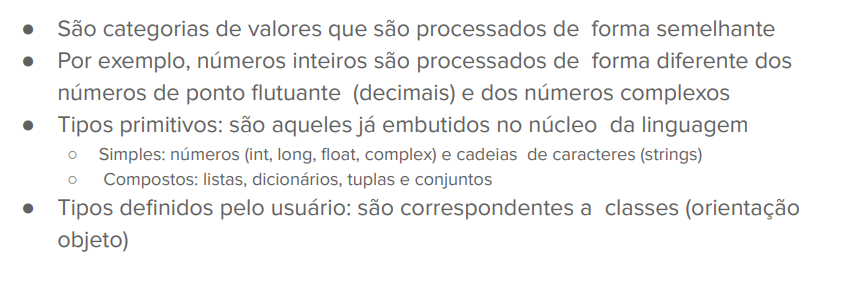 ● São categorias de valores que são processados de forma semelhante
● Por exemplo, números inteiros são processados de forma diferente dos
números de ponto flutuante (decimais) e dos números complexos
● Tipos primitivos: são aqueles já embutidos no núcleo da linguagem
○ Simples: números (int, long, float, complex) e cadeias de caracteres (strings)
○ Compostos: listas, dicionários, tuplas e conjuntos
● Tipos definidos pelo usuário: são correspondentes a classes (orientação
objeto)